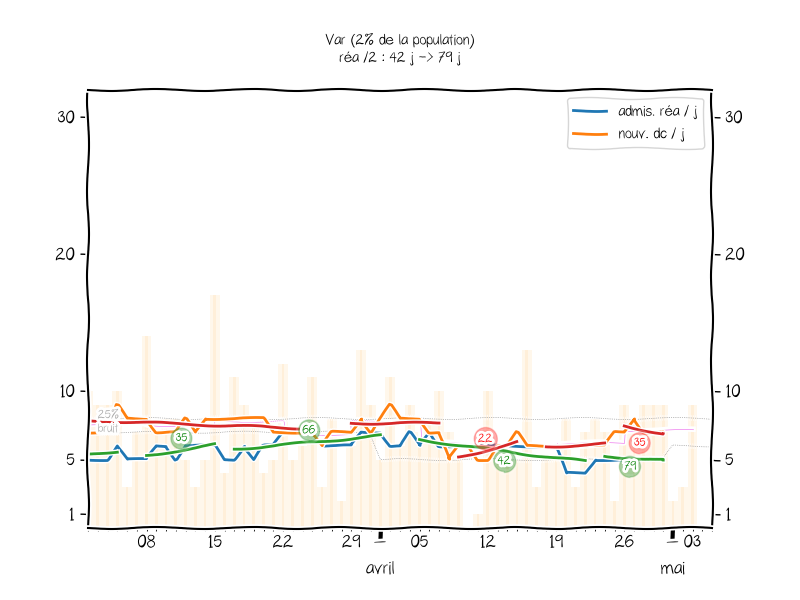 Var (2% de la population)
réa /2 : 42 j -> 79 j
admis. réa / j
nouv. dc / j
30
30
20
20
10
10
25%
bruit
35
66
22
42
35
79
5
5
1
1
08 15 22 29 05 12 19 26 03
avril mai